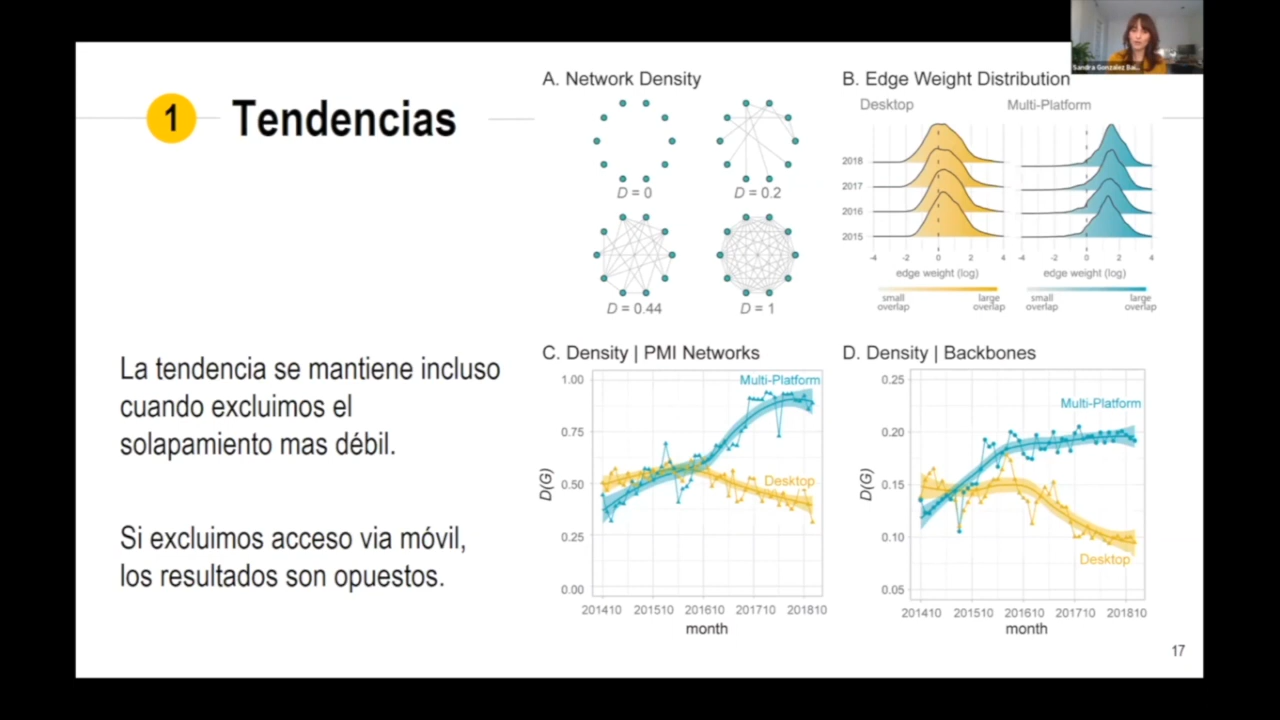 Sandra González Bai...
1
Tendencias
La tendencia se mantiene incluso
cuando excluimos el
solapamiento mas débil.
Si excluimos acceso via móvil,
los resultados son opuestos.
A. Network Density
D = 0
D = 0.2
D = 0.44
D = 1
B. Edge Weight Distribution
Desktop
Multi-Platform
2018
2017
2016
2015
-4 -2 0 2 4
-4 -2 0 2 4
edge weight (log)
edge weight (log)
small overlap
large overlap
small overlap
large overlap
C. Density | PMI Networks
1.00
0.75
0.50
0.25
0.00
D(G)
Multi-Platform
Desktop
201410 201510 201610 201710 201810
month
D. Density | Backbones
0.25
0.20
0.15
0.10
0.05
D(G)
Multi-Platform
Desktop
201410 201510 201610 201710 201810
month
17